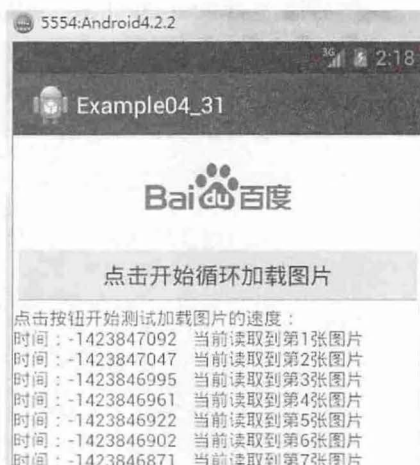 5554:Android4.2.2
3G 2:18
Example04_31
Bai du 百度
点击开始循环加载图片
点击按钮开始测试加载图片的速度：
时间：-1423847092 当前读取到第1张图片
时间：-1423847047 当前读取到第2张图片
时间：-1423846995 当前读取到第3张图片
时间：-1423846961 当前读取到第4张图片
时间：-1423846922 当前读取到第5张图片
时间：-1423846902 当前读取到第6张图片
时间：-1423846871 当前读取到第7张图片